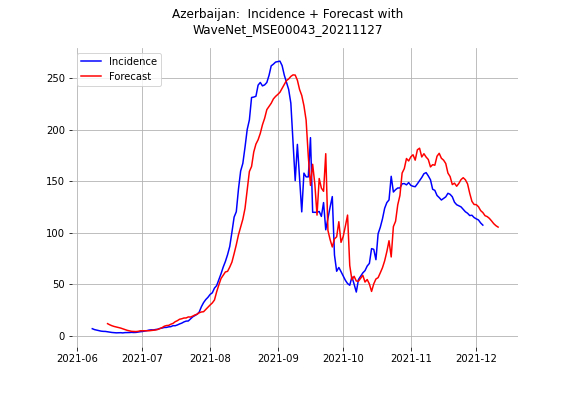 Azerbaijan:  Incidence + Forecast with
WaveNet_MSE00043_20211127
Incidence
Forecast
250
200
150
100
50
0
2021-06 2021-07 2021-08 2021-09 2021-10 2021-11 2021-12